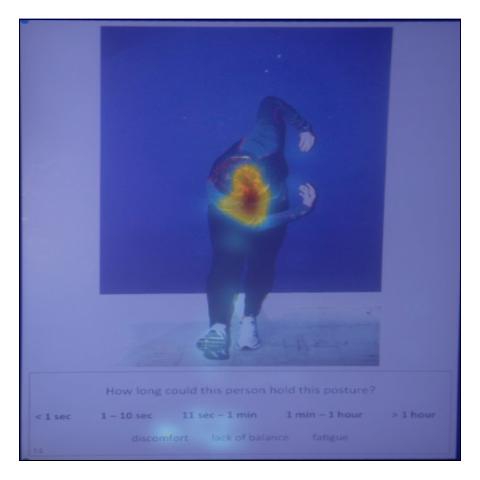 How long could this person hold this posture?
< 1 sec 1 – 10 sec 11 sec – 1 min 1 min – 1 hour > 1 hour
discomfort lack of balance fatigue